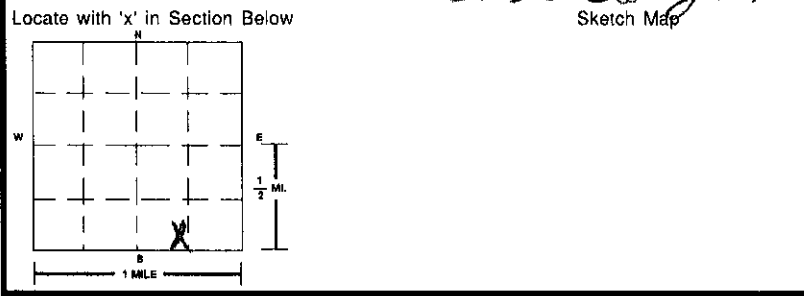 Locate with 'x' in Section Below
Sketch Map
N
W
E
1/2 MI.
X
S
1 MILE